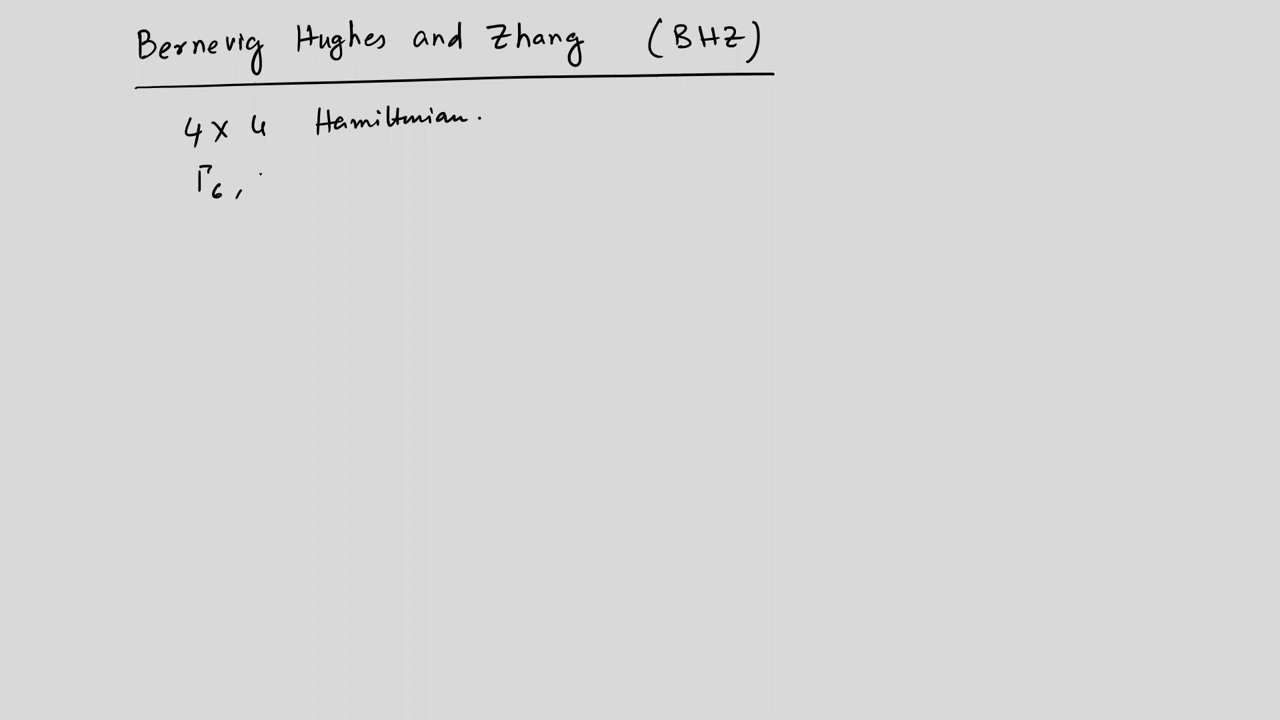 Bernevig Hughes and Zhang (BHZ)
4 x 4 Hamiltonian.
Γ6,